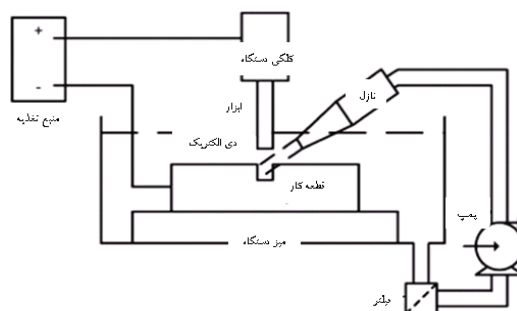 +
-
کلگی دستگاه
نازل
ابزار
منبع تغذیه
دی الکتریک
قطعه کار
پمپ
میز دستگاه
فیلتر